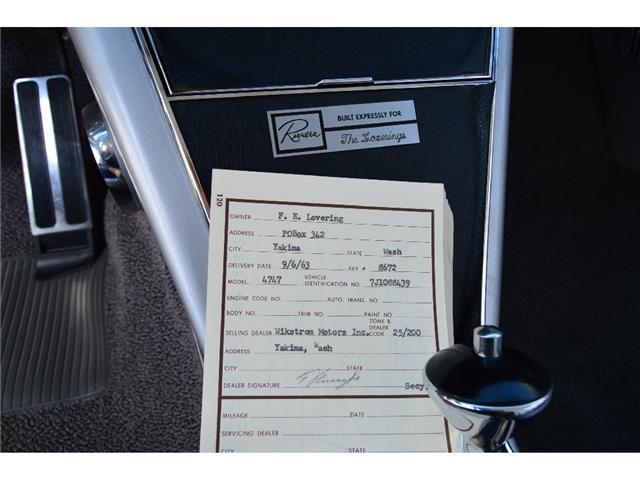 Riviera
BUILT EXPRESSLY FOR
The Loverings
120
OWNER F. E. Lovering
ADDRESS POBox 342
CITY Yakima STATE Wash
DELIVERY DATE 9/6/63 KEY # 8672
MODEL 4747 VEHICLE IDENTIFICATION NO. 7J1088439
ENGINE CODE NO. AUTO. TRANS. NO.
BODY NO. TRIM NO. PAINT NO.
SELLING DEALER Wikstrom Motors Inc. ZONE & DEALER CODE 25/200
ADDRESS Yakima, Wash
CITY STATE
DEALER SIGNATURE Secy.
MILEAGE DATE
SERVICING DEALER
CITY STATE